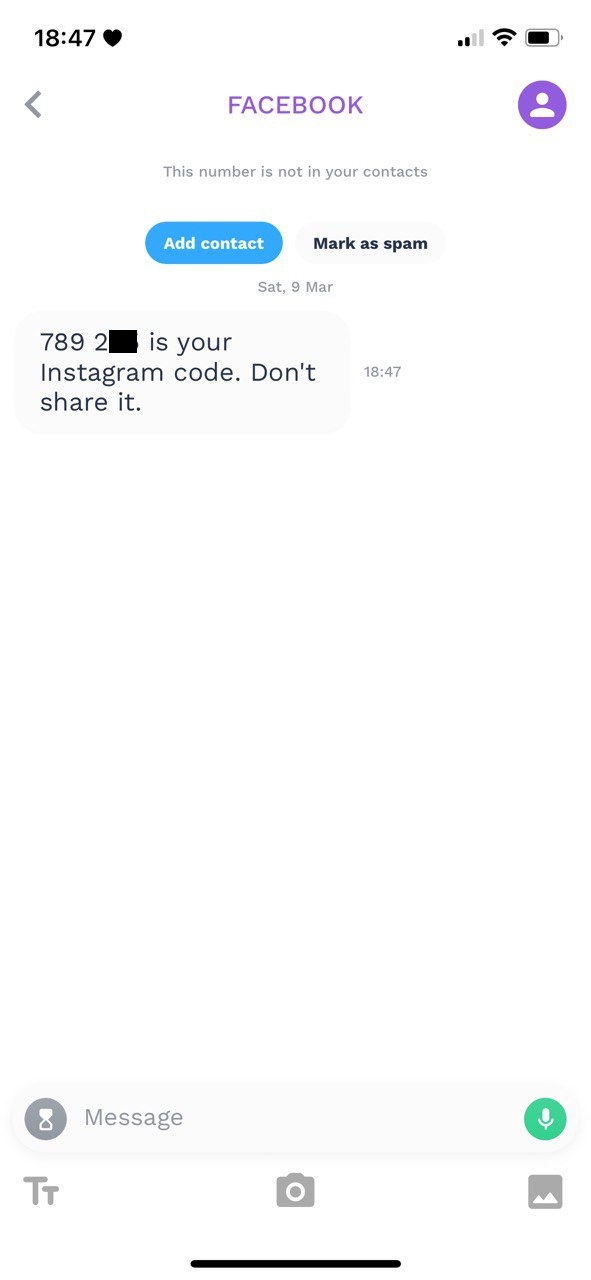 18:47
FACEBOOK
This number is not in your contacts
Add contact
Mark as spam
Sat, 9 Mar
789 2 is your
Instagram code. Don't
share it.
18:47
Message
Tт